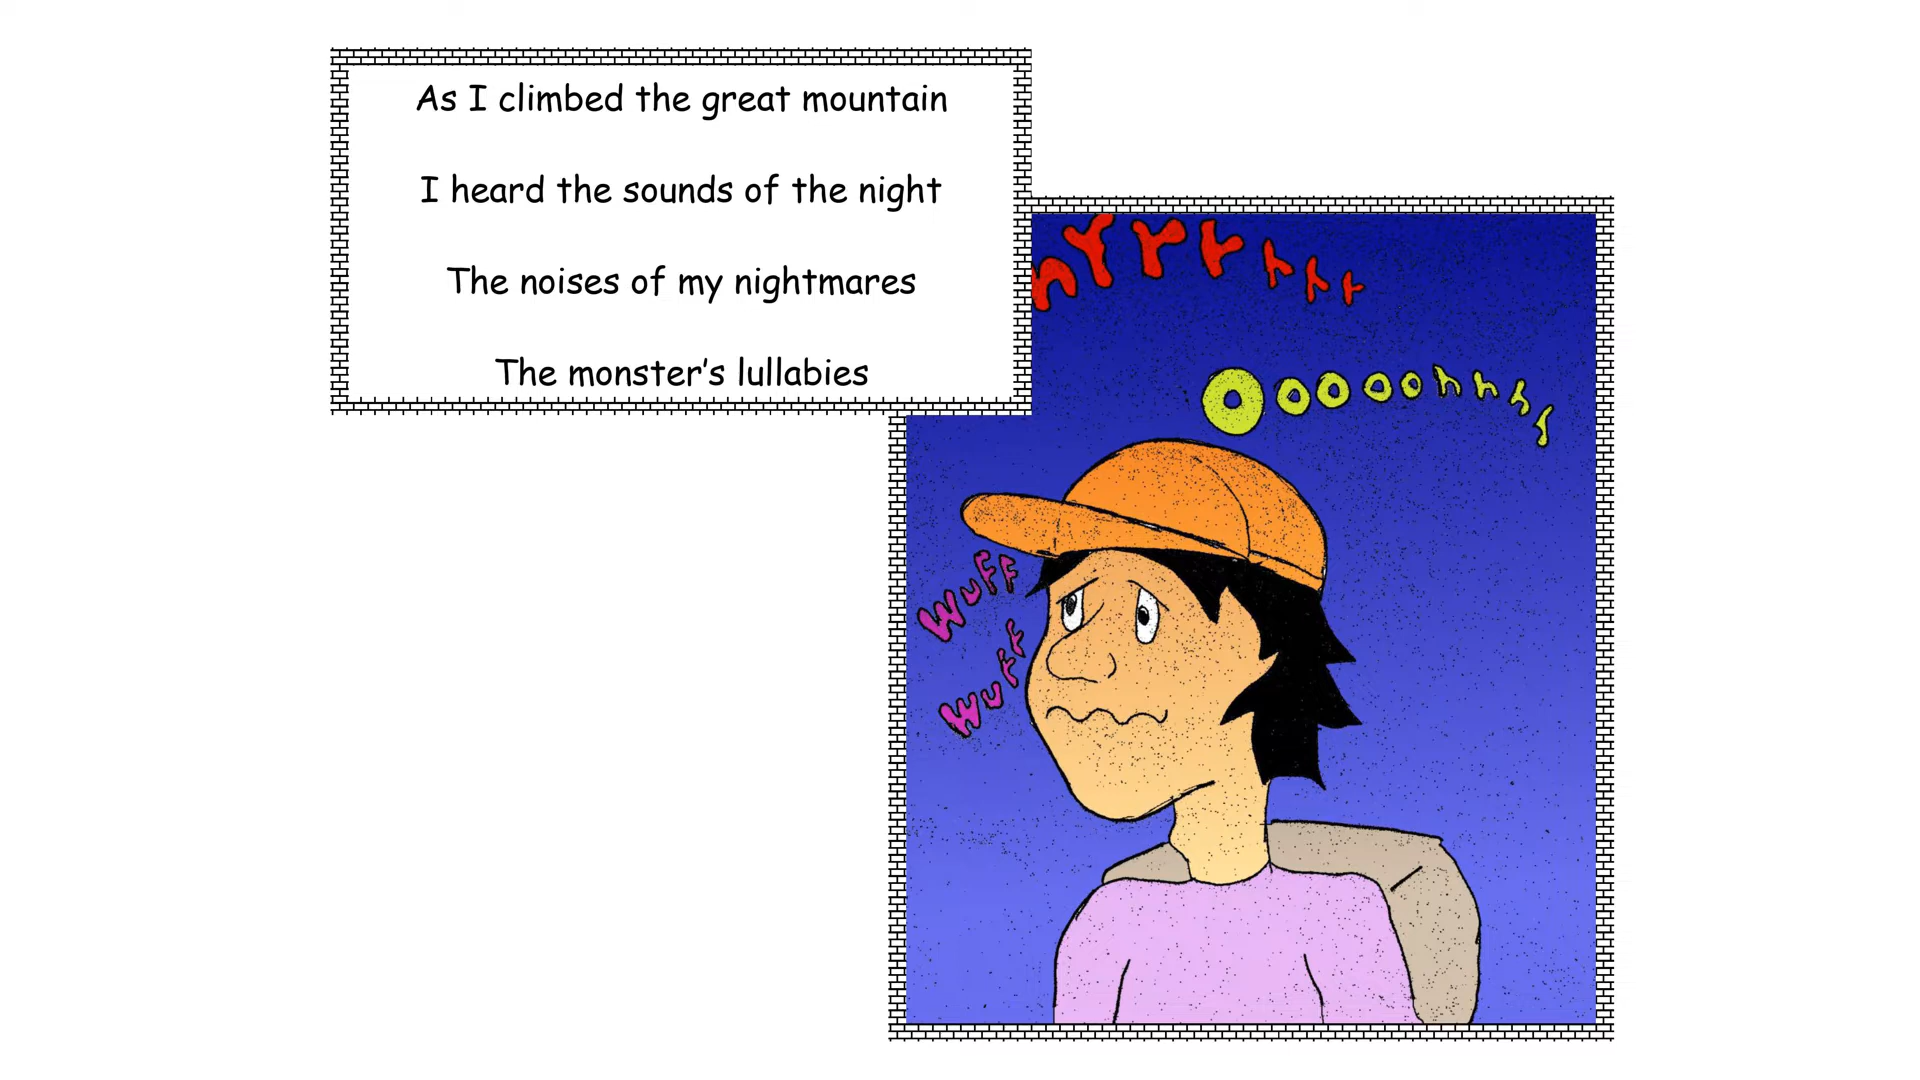 As I climbed the great mountain
I heard the sounds of the night
The noises of my nightmares
The monster’s lullabies
Ooooohhhh
Wuff
Wuff